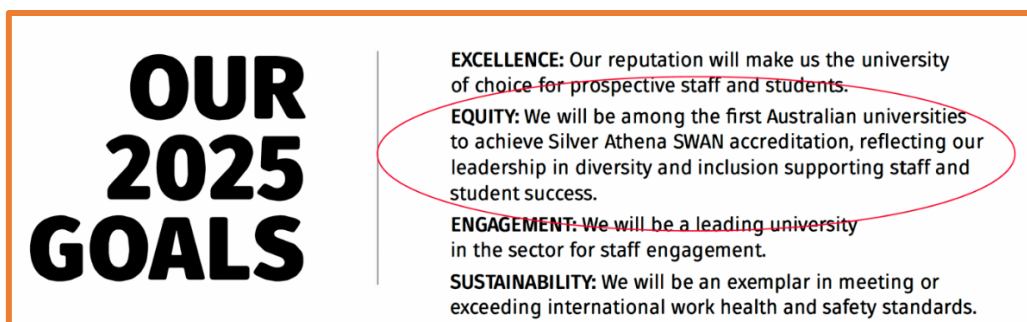 OUR
2025
GOALS
EXCELLENCE: Our reputation will make us the university
of choice for prospective staff and students.
EQUITY: We will be among the first Australian universities
to achieve Silver Athena SWAN accreditation, reflecting our
leadership in diversity and inclusion supporting staff and
student success.
ENGAGEMENT: We will be a leading university
in the sector for staff engagement.
SUSTAINABILITY: We will be an exemplar in meeting or
exceeding international work health and safety standards.